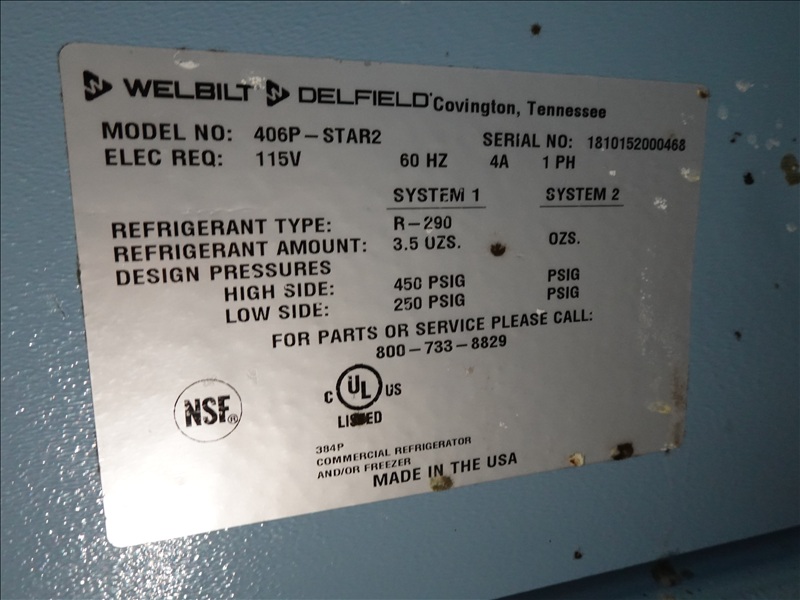 WELBILT DELFIELD Covington, Tennessee
MODEL NO: 406P-STAR2 SERIAL NO: 1810152000468
ELEC REQ: 115V 60 HZ 4A 1 PH
SYSTEM 1 SYSTEM 2
REFRIGERANT TYPE: R-290
REFRIGERANT AMOUNT: 3.5 OZS. OZS.
DESIGN PRESSURES
HIGH SIDE: 450 PSIG PSIG
LOW SIDE: 250 PSIG PSIG
FOR PARTS OR SERVICE PLEASE CALL:
800-733-8829
NSF®
C UL US
LISTED
384P
COMMERCIAL REFRIGERATOR
AND/OR FREEZER
MADE IN THE USA